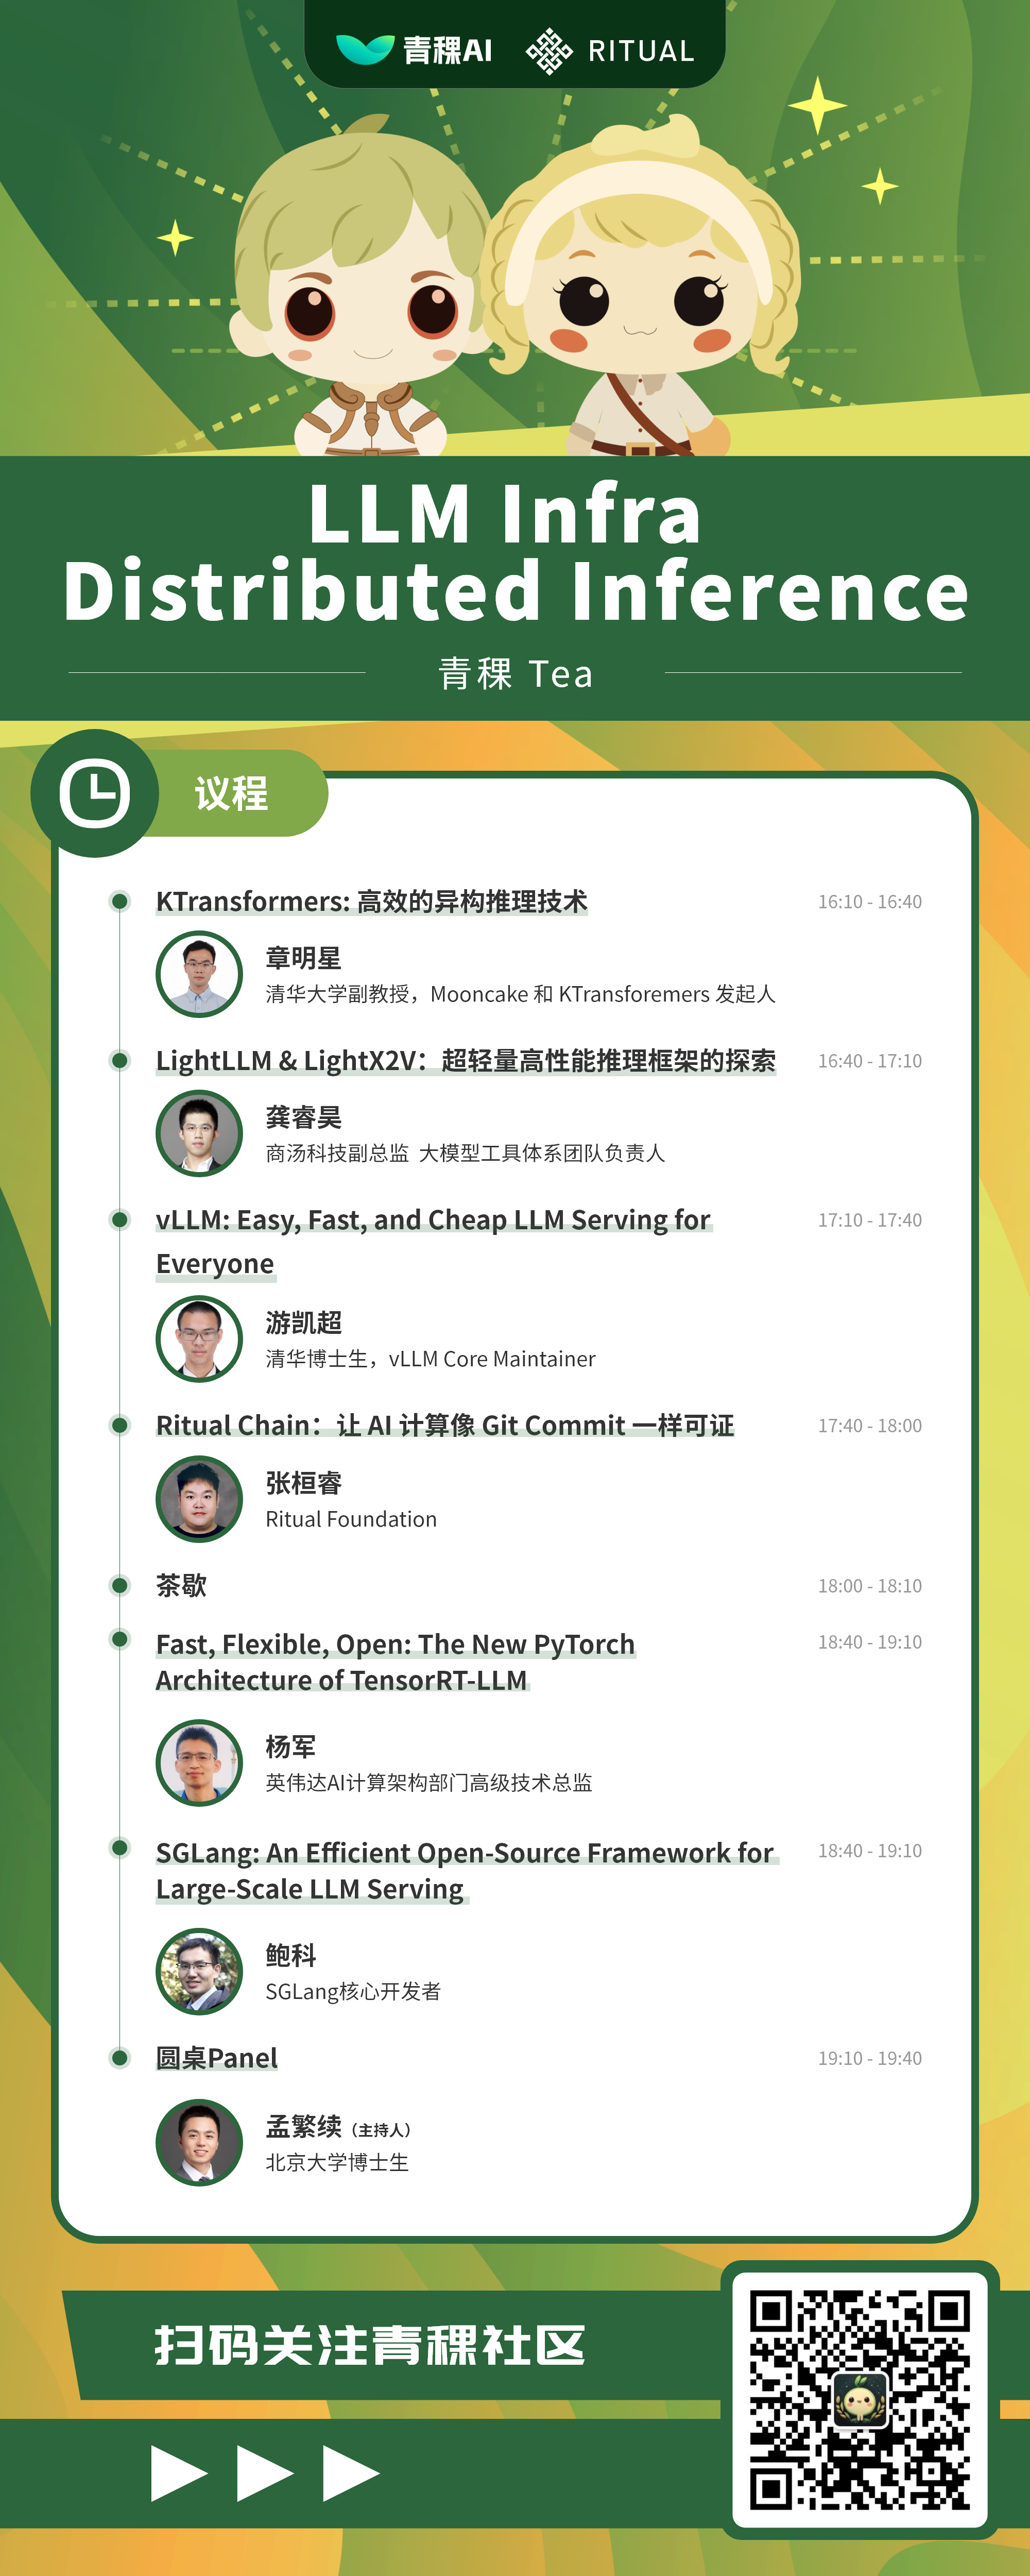 青稞AI RITUAL
LLM Infra
Distributed Inference
青稞 Tea
议程
KTransformers: 高效的异构推理技术 16:10 - 16:40
章明星
清华大学副教授，Mooncake 和 KTransforemers 发起人
LightLLM & LightX2V：超轻量高性能推理框架的探索 16:40 - 17:10
龚睿昊
商汤科技副总监 大模型工具体系团队负责人
vLLM: Easy, Fast, and Cheap LLM Serving for 17:10 - 17:40
Everyone
游凯超
清华博士生，vLLM Core Maintainer
Ritual Chain：让 AI 计算像 Git Commit 一样可证 17:40 - 18:00
张桓睿
Ritual Foundation
茶歇 18:00 - 18:10
Fast, Flexible, Open: The New PyTorch 18:40 - 19:10
Architecture of TensorRT-LLM
杨军
英伟达AI计算架构部门高级技术总监
SGLang: An Efficient Open-Source Framework for 18:40 - 19:10
Large-Scale LLM Serving
鲍科
SGLang核心开发者
圆桌Panel 19:10 - 19:40
孟繁续（主持人）
北京大学博士生
扫码关注青稞社区